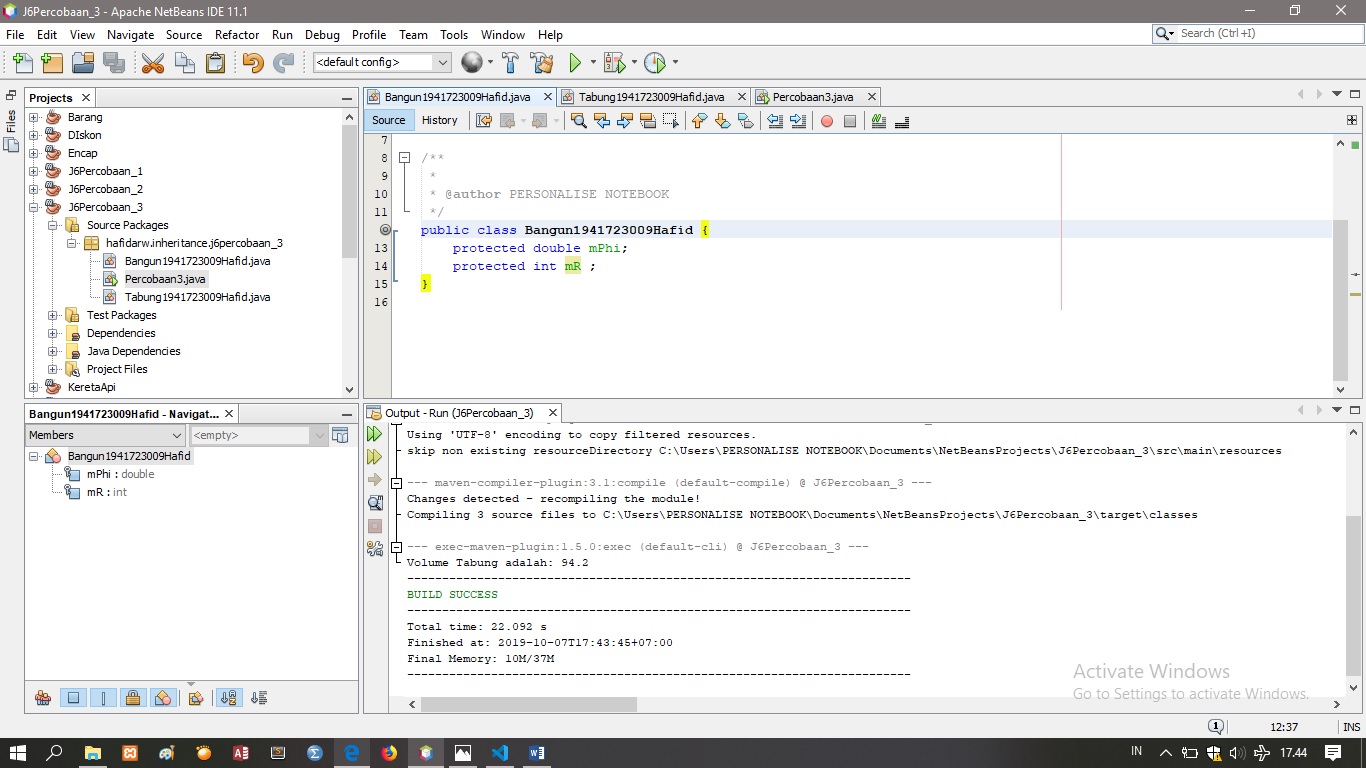 J6Percobaan_3 - Apache NetBeans IDE 11.1
File Edit View Navigate Source Refactor Run Debug Profile Team Tools Window Help
Search (Ctrl+I)
<default config>
Files
Projects
Barang
DIskon
Encap
J6Percobaan_1
J6Percobaan_2
J6Percobaan_3
Source Packages
hafidarw.inheritance.j6percobaan_3
Bangun1941723009Hafid.java
Percobaan3.java
Tabung1941723009Hafid.java
Test Packages
Dependencies
Java Dependencies
Project Files
KeretaApi
Bangun1941723009Hafid.java Tabung1941723009Hafid.java Percobaan3.java
Source History
7
8 /**
9 *
10 * @author PERSONALISE NOTEBOOK
11 */
public class Bangun1941723009Hafid {
13 protected double mPhi;
14 protected int mR ;
15 }
16
Bangun1941723009Hafid - Navigat...
Members <empty>
Bangun1941723009Hafid
mPhi : double
mR : int
Output - Run (J6Percobaan_3)
Using 'UTF-8' encoding to copy filtered resources.
skip non existing resourceDirectory C:\Users\PERSONALISE NOTEBOOK\Documents\NetBeansProjects\J6Percobaan_3\src\main\resources
--- maven-compiler-plugin:3.1:compile (default-compile) @ J6Percobaan_3 ---
Changes detected - recompiling the module!
Compiling 3 source files to C:\Users\PERSONALISE NOTEBOOK\Documents\NetBeansProjects\J6Percobaan_3\target\classes
--- exec-maven-plugin:1.5.0:exec (default-cli) @ J6Percobaan_3 ---
Volume Tabung adalah: 94.2
------------------------------------------------------------------------
BUILD SUCCESS
------------------------------------------------------------------------
Total time: 22.092 s
Finished at: 2019-10-07T17:43:45+07:00
Final Memory: 10M/37M
------------------------------------------------------------------------
Activate Windows
Go to Settings to activate Windows.
1 12:37 INS
IN 17.44